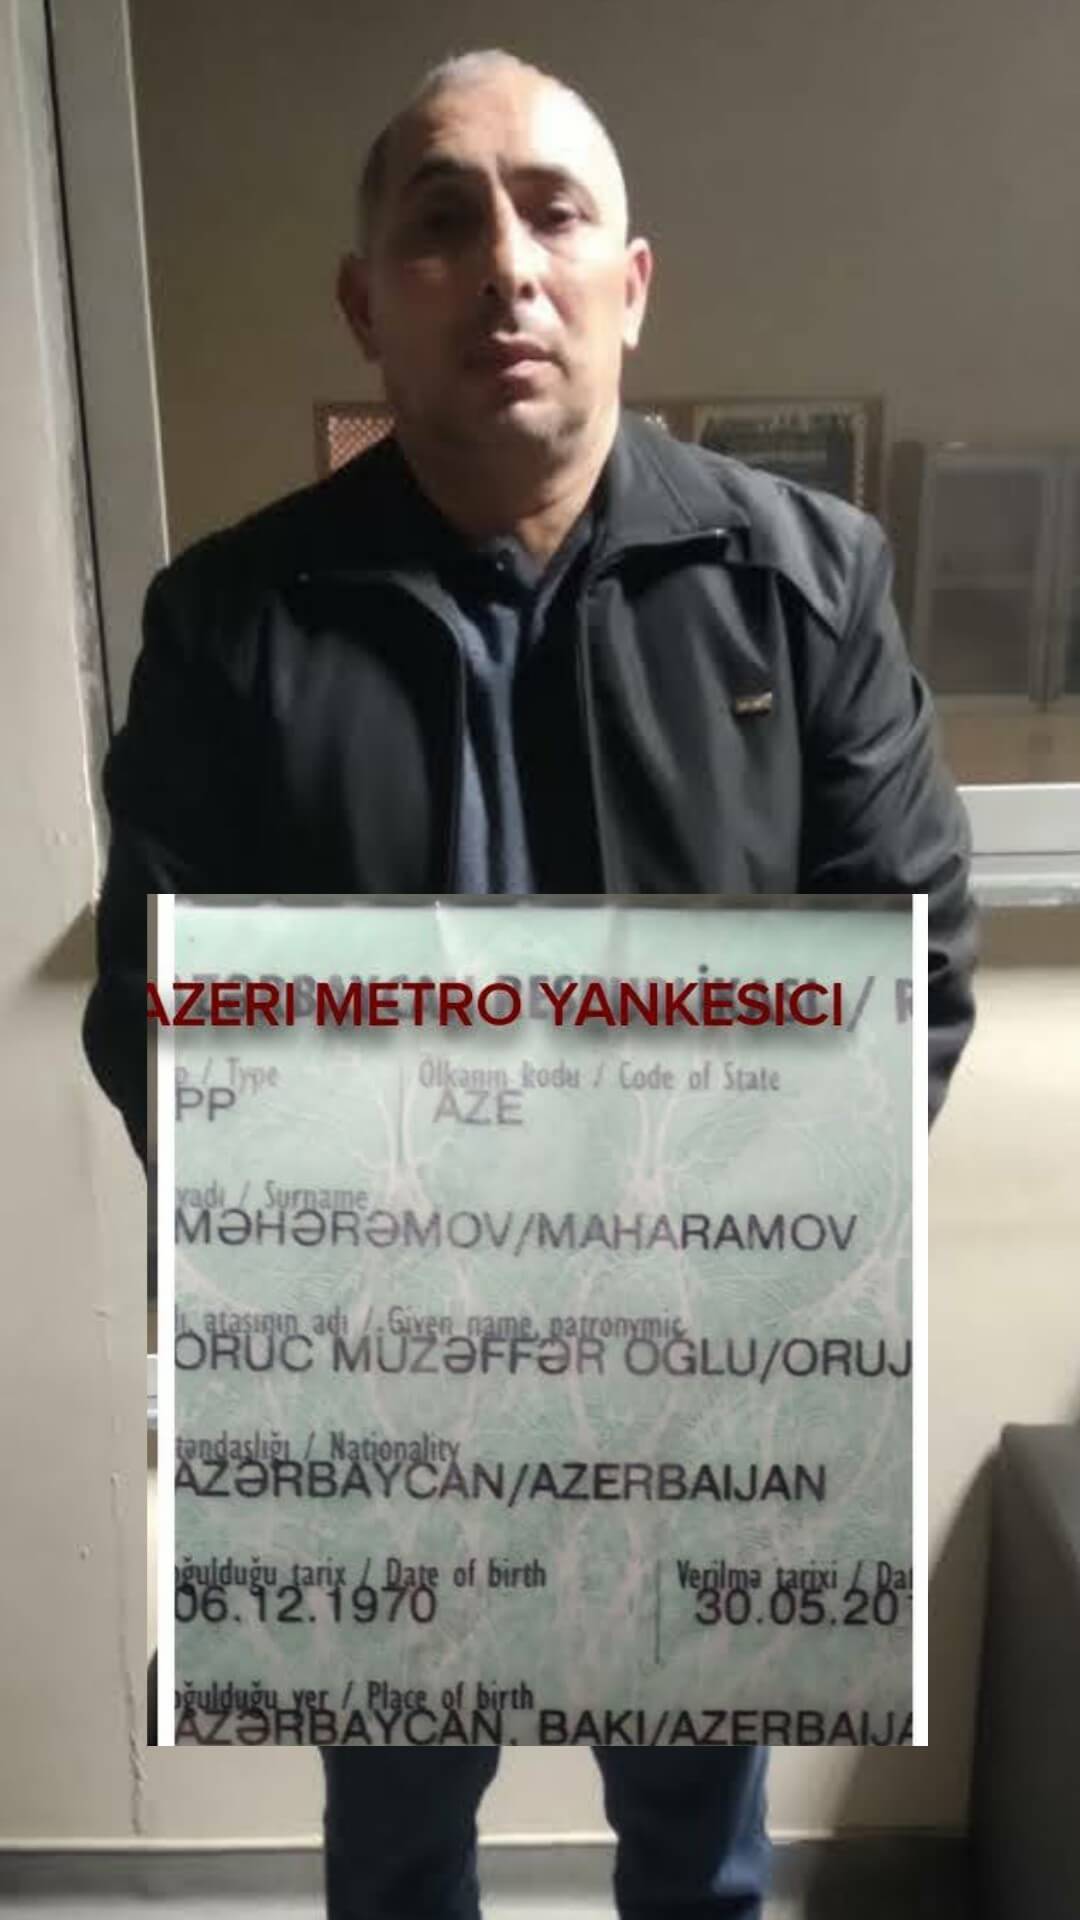 AZERI METRO YANKESICI
/ Type
Ölkənin kodu / Code of State
PP
AZE
/ Surname
MƏHƏRƏMOV/MAHARAMOV
atasının adı / Given name, patronymic
ORUC MÜZƏFFƏR OĞLU/ORUJ
/ Nationality
AZƏRBAYCAN/AZERBAIJAN
/ Date of birth
Verilmə tarixi /
06.12.1970
30.05.20
yer / Place of birth
AZƏRBAYCAN, BAKI/AZERBAIJA